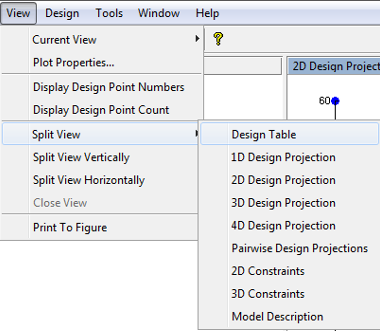 View Design Tools Window Help
Current View
Plot Properties...
Display Design Point Numbers
Display Design Point Count
Split View
Split View Vertically
Split View Horizontally
Close View
Print To Figure
?
2D Design Project
60
Design Table
1D Design Projection
2D Design Projection
3D Design Projection
4D Design Projection
Pairwise Design Projections
2D Constraints
3D Constraints
Model Description